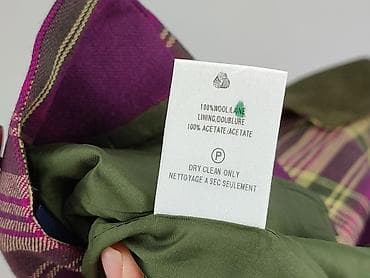 100% WOOL/LAINE
LINING/DOUBLURE
100% ACETATE/ACETATE
P
DRY CLEAN ONLY
NETTOYAGE A SEC SEULEMENT